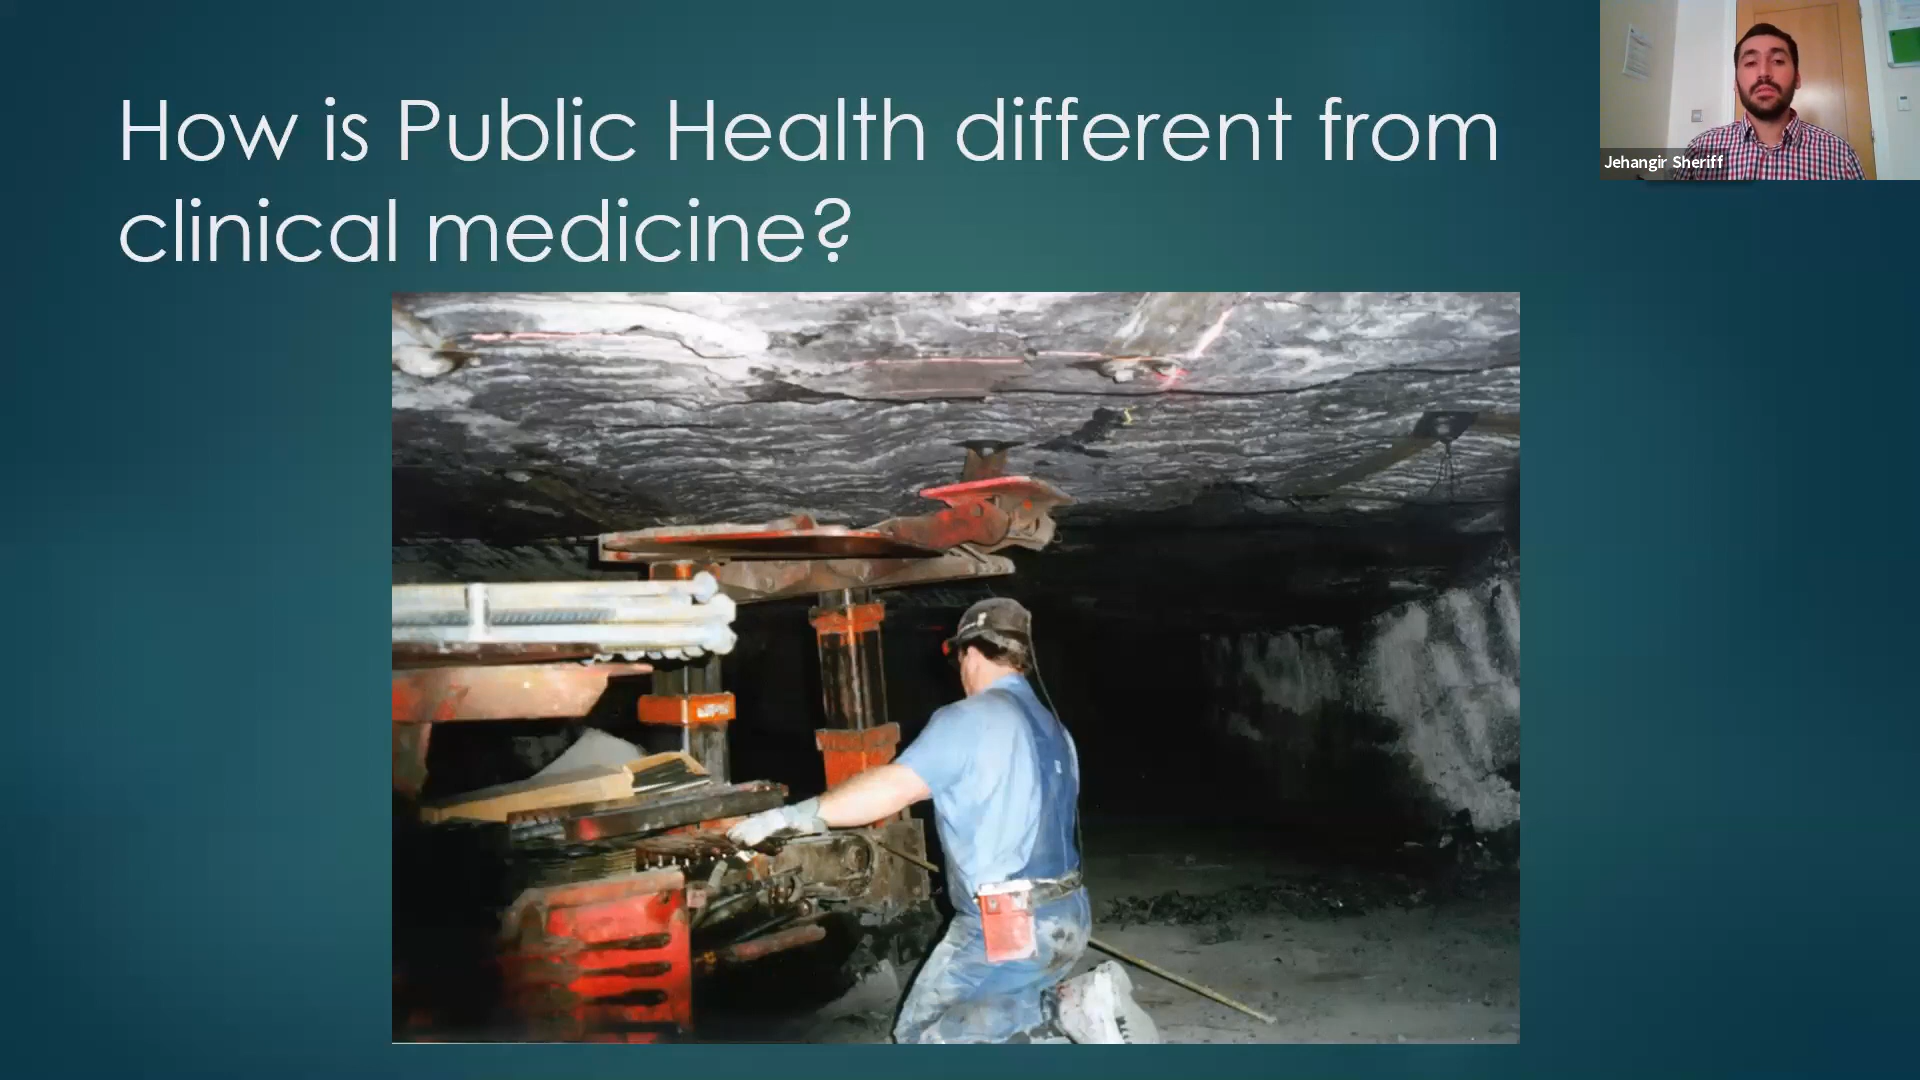 How is Public Health different from
clinical medicine?
Jehangir Sheriff